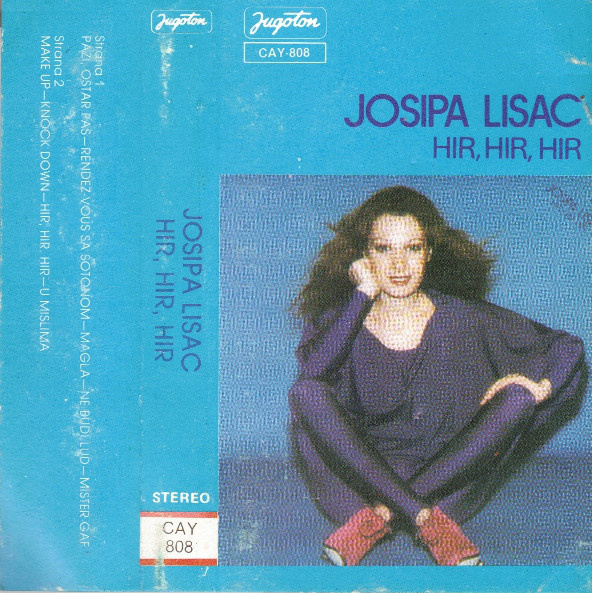 Strana 1
PAZI, OSTAR PAS—RENDEZ-VOUS SA SOTONOM—MAGLA—NE BUDI LUD—MISTER GAF
Strana 2
MAKE UP—KNOCK DOWN—HIR, HIR HIR—U MISLIMA
Jugoton
JOSIPA LISAC
HIR, HIR, HIR
STEREO
CAY
808
Jugoton
CAY-808
JOSIPA LISAC
HIR, HIR, HIR